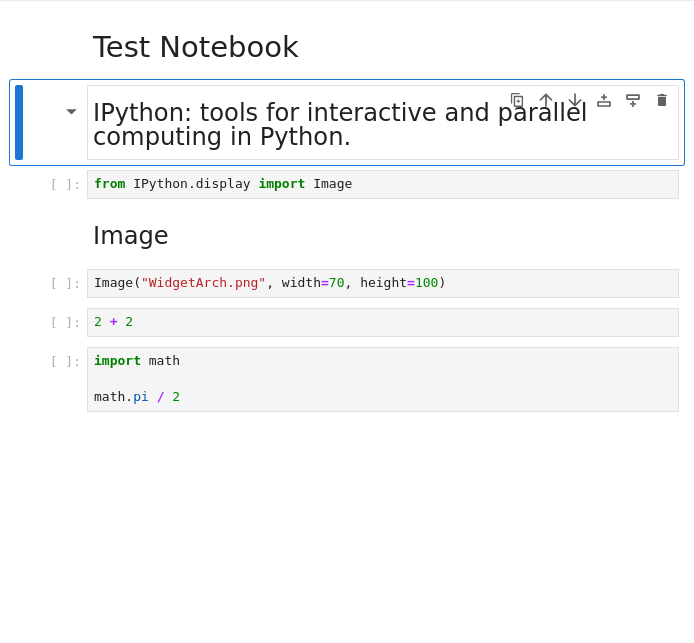 Test Notebook
IPython: tools for interactive and parallel
computing in Python.
[ ]: from IPython.display import Image
Image
[ ]: Image("WidgetArch.png", width=70, height=100)
[ ]: 2 + 2
[ ]: import math
math.pi / 2